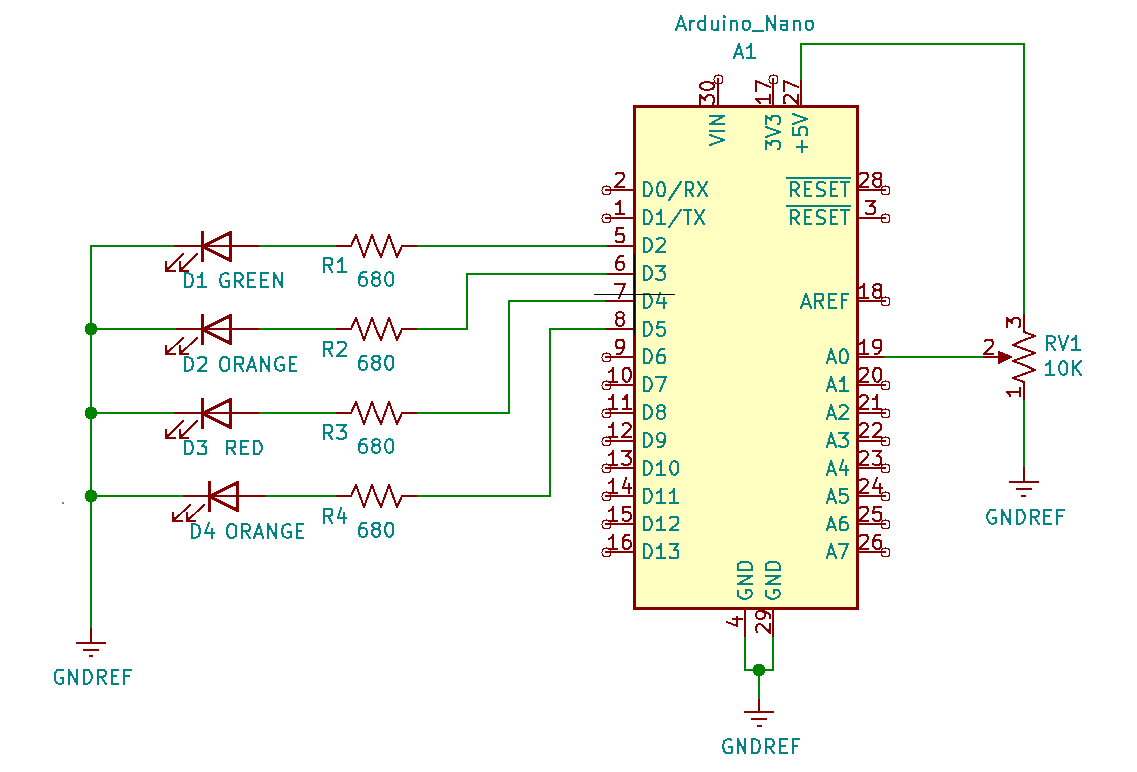 Arduino_Nano
A1
30 17 27
VIN 3V3 +5V
2 D0/RX RESET 28
1 D1/TX RESET 3
5 D2
6 D3
7 D4 AREF 18
8 D5
9 D6 A0 19
10 D7 A1 20
11 D8 A2 21
12 D9 A3 22
13 D10 A4 23
14 D11 A5 24
15 D12 A6 25
16 D13 A7 26
GND GND
4 29
GNDREF
D1 GREEN R1 680
D2 ORANGE R2 680
D3 RED R3 680
D4 ORANGE R4 680
GNDREF
3
2 RV1
10K
1
GNDREF